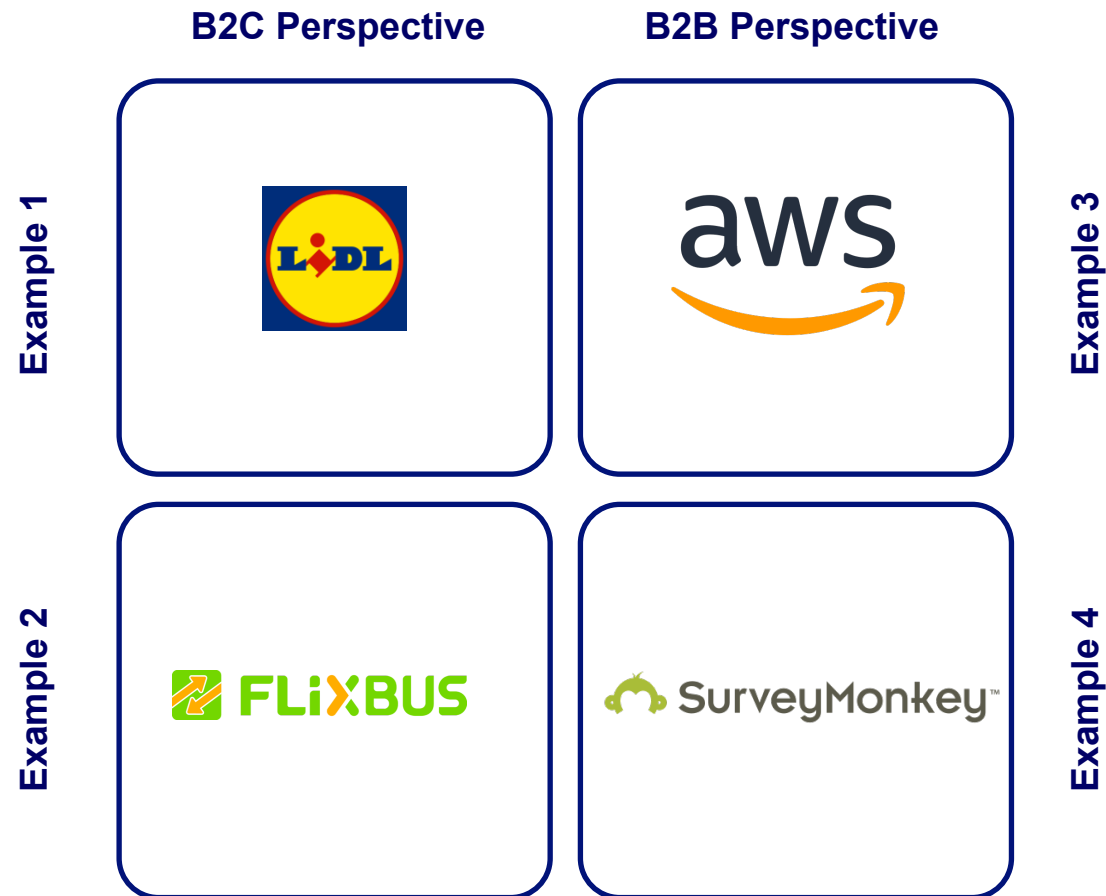 B2C Perspective
B2B Perspective
Example 1
LiDL
aws
Example 3
Example 2
FLiXBUS
SurveyMonkey™
Example 4